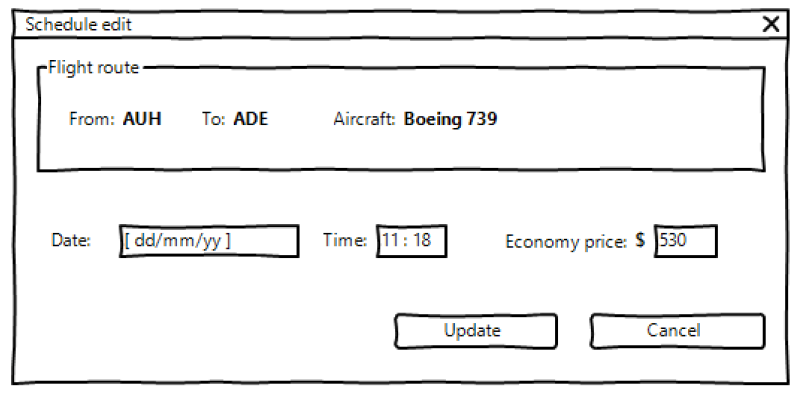 Schedule edit
Flight route
From: AUH To: ADE Aircraft: Boeing 739
Date: [ dd/mm/yy ] Time: 11 : 18 Economy price: $ 530
Update Cancel